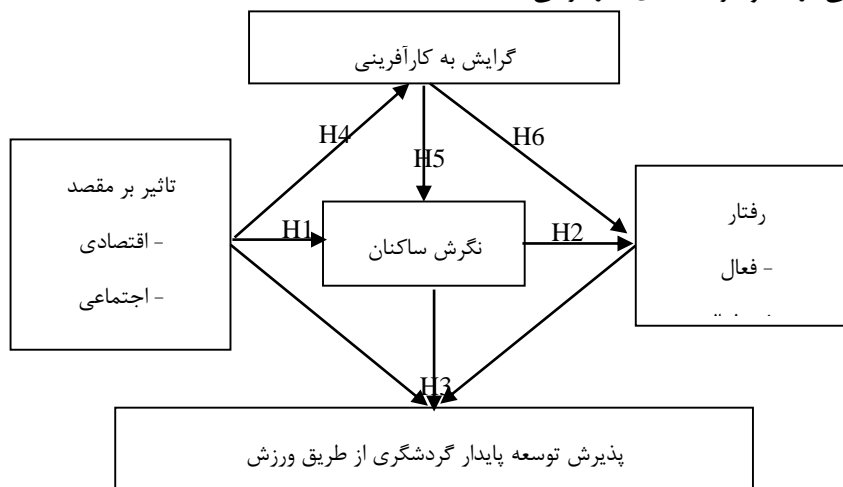 گرایش به کارآفرینی
H4
H6
H5
تاثیر بر مقصد
- اقتصادی
- اجتماعی
H1
نگرش ساکنان
H2
رفتار
- فعال
H3
پذیرش توسعه پایدار گردشگری از طریق ورزش